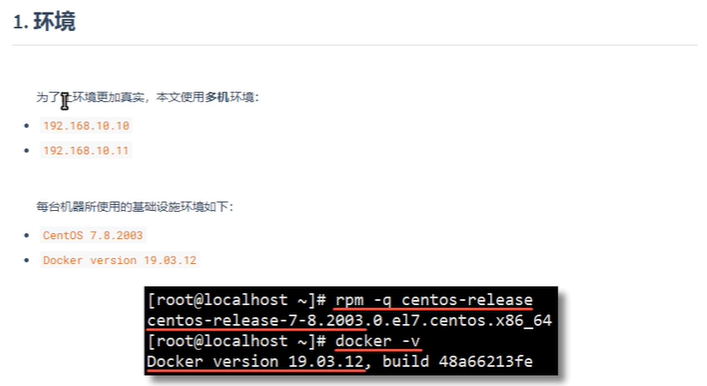 1. 环境
为了让环境更加真实，本文使用多机环境：
192.168.10.10
192.168.10.11
每台机器所使用的基础设施环境如下：
CentOS 7.8.2003
Docker version 19.03.12
[root@localhost ~]# rpm -q centos-release
centos-release-7-8.2003.0.el7.centos.x86_64
[root@localhost ~]# docker -v
Docker version 19.03.12, build 48a66213fe